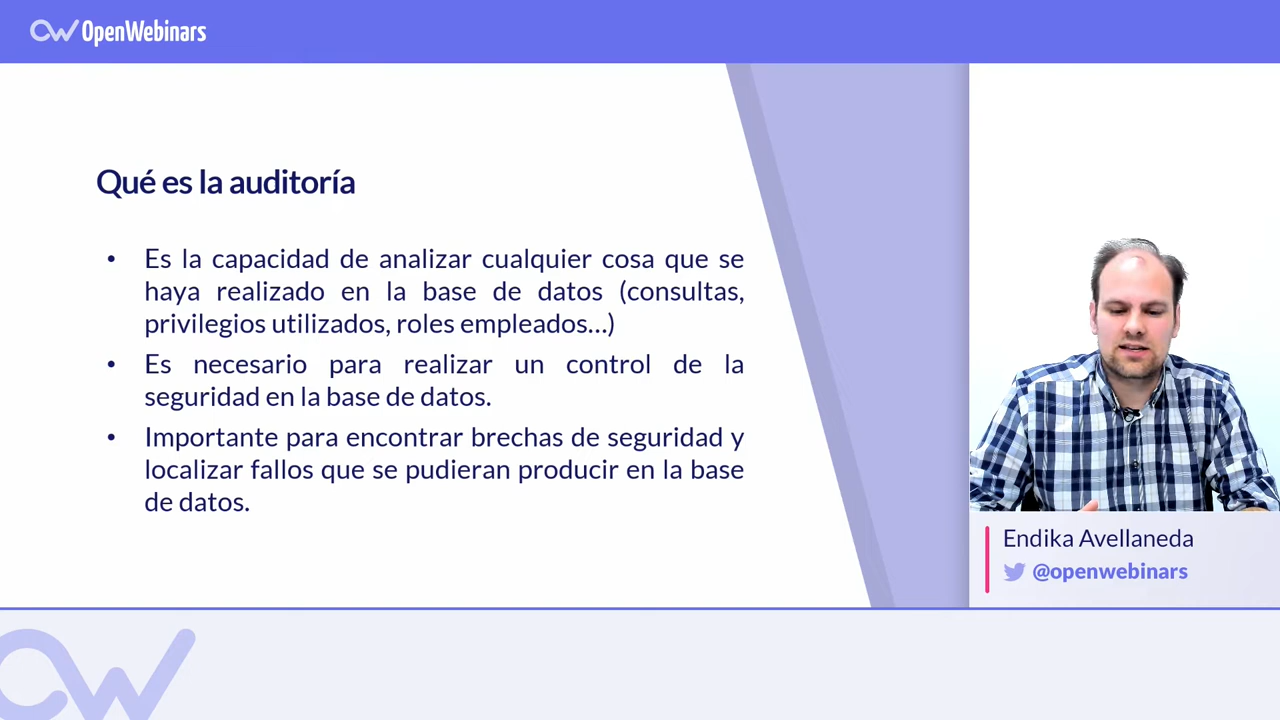 OpenWebinars
Qué es la auditoría
• Es la capacidad de analizar cualquier cosa que se
haya realizado en la base de datos (consultas,
privilegios utilizados, roles empleados...)
• Es necesario para realizar un control de la
seguridad en la base de datos.
• Importante para encontrar brechas de seguridad y
localizar fallos que se pudieran producir en la base
de datos.
Endika Avellaneda
@openwebinars